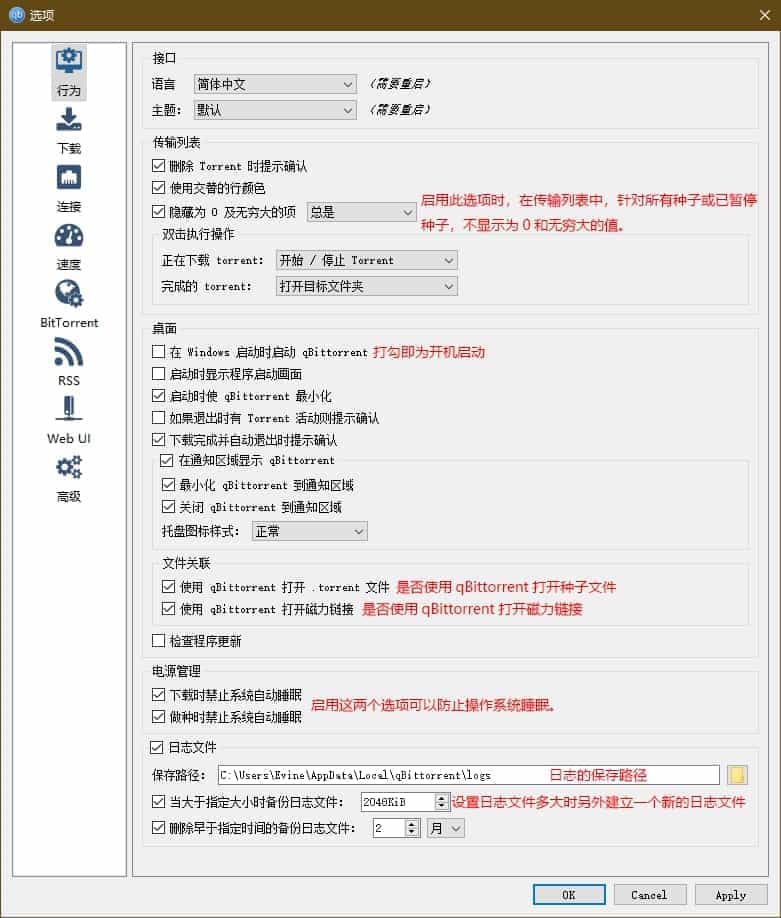 qb 选项
行为
下载
连接
速度
BitTorrent
RSS
Web UI
高级
接口
语言 简体中文 (需要重启)
主题: 默认 (需要重启)
传输列表
删除 Torrent 时提示确认
使用交替的行颜色
隐藏为 0 及无穷大的项 总是
启用此选项时，在传输列表中，针对所有种子或已暂停
种子，不显示为 0 和无穷大的值。
双击执行操作
正在下载 torrent: 开始 / 停止 Torrent
完成的 torrent: 打开目标文件夹
桌面
在 Windows 启动时启动 qBittorrent 打勾即为开机启动
启动时显示程序启动画面
启动时使 qBittorrent 最小化
如果退出时有 Torrent 活动则提示确认
下载完成并自动退出时提示确认
在通知区域显示 qBittorrent
最小化 qBittorrent 到通知区域
关闭 qBittorrent 到通知区域
托盘图标样式: 正常
文件关联
使用 qBittorrent 打开 .torrent 文件 是否使用 qBittorrent 打开种子文件
使用 qBittorrent 打开磁力链接 是否使用 qBittorrent 打开磁力链接
检查程序更新
电源管理
下载时禁止系统自动睡眠
做种时禁止系统自动睡眠
启用这两个选项可以防止操作系统睡眠。
日志文件
保存路径: C:\Users\Evine\AppData\Local\qBittorrent\logs 日志的保存路径
当大于指定大小时备份日志文件: 2048KiB 设置日志文件多大时另外建立一个新的日志文件
删除早于指定时间的备份日志文件: 2 月
OK Cancel Apply